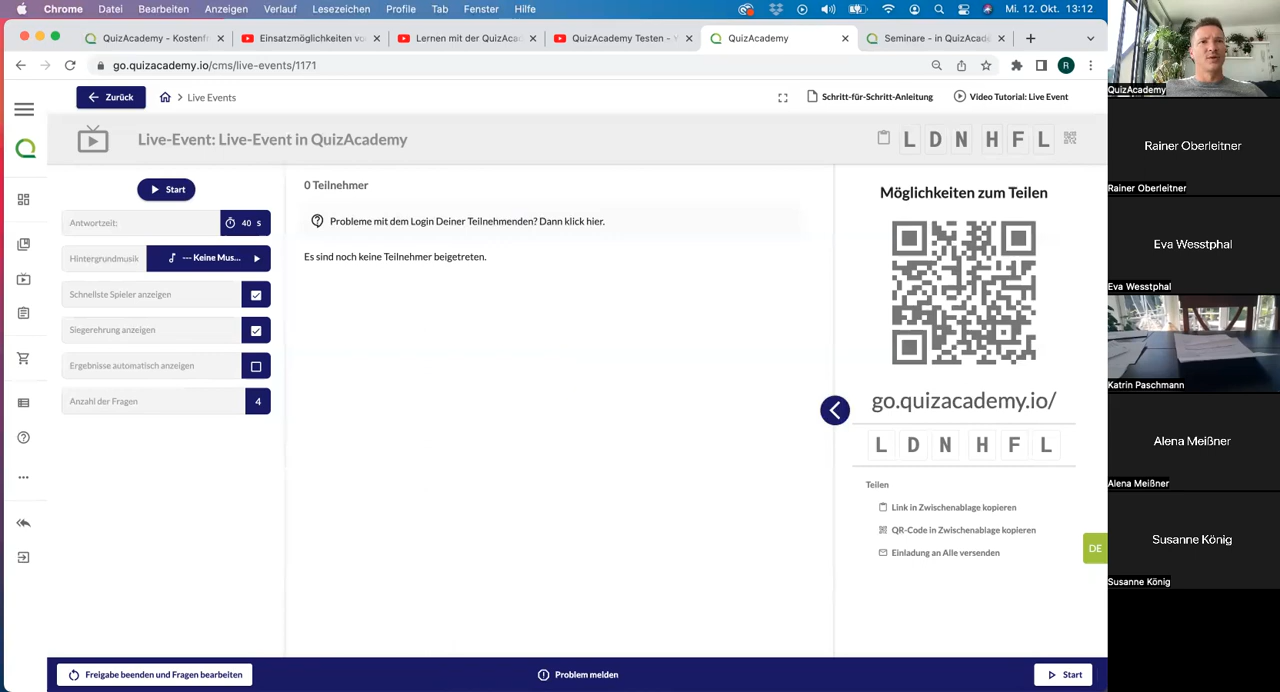 Chrome Datei Bearbeiten Anzeigen Verlauf Lesezeichen Profile Tab Fenster Hilfe Mi. 12. Okt. 13:12
QuizAcademy - Kostenfr
Einsatzmöglichkeiten vo
Lernen mit der QuizAcad
QuizAcademy Testen - Y
QuizAcademy
Seminare – in QuizAcade
go.quizacademy.io/cms/live-events/1171
R
Zurück
Live Events
Schritt-für-Schritt-Anleitung
Video Tutorial: Live Event
Live-Event: Live-Event in QuizAcademy
L D N H F L
Start
Antwortzeit: 40 s
Hintergrundmusik --- Keine Mus...
Schnellste Spieler anzeigen
Siegerehrung anzeigen
Ergebnisse automatisch anzeigen
Anzahl der Fragen 4
0 Teilnehmer
Probleme mit dem Login Deiner Teilnehmenden? Dann klick hier.
Es sind noch keine Teilnehmer beigetreten.
Möglichkeiten zum Teilen
go.quizacademy.io/
L D N H F L
Teilen
Link in Zwischenablage kopieren
QR-Code in Zwischenablage kopieren
Einladung an Alle versenden
DE
Freigabe beenden und Fragen bearbeiten
Problem melden
Start
QuizAcademy
Rainer Oberleitner
Rainer Oberleitner
Eva Wesstphal
Eva Wesstphal
Katrin Paschmann
Alena Meißner
Alena Meißner
Susanne König
Susanne König